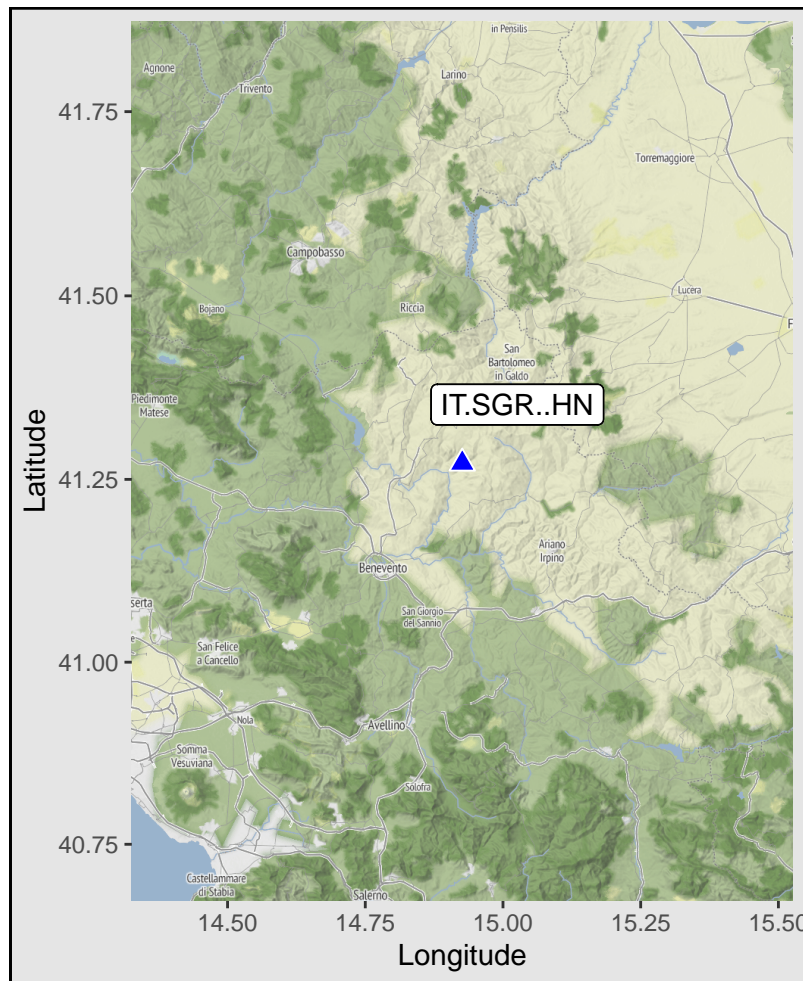 in Pensilis
Agnone
Larino
Trivento
41.75
Torremaggiore
Campobasso
Lucera
41.50
Bojano
Riccia
F
San
Bartolomeo
in Galdo
Piedimonte
Matese
IT.SGR..HN
Latitude
41.25
Ariano
Irpino
Benevento
serta
San Giorgio
del Sannio
41.00
San Felice
a Cancello
Nola
Avellino
Somma
Vesuviana
Solofra
40.75
Castellammare
di Stabia
Salerno
14.50
14.75
15.00
15.25
15.50
Longitude